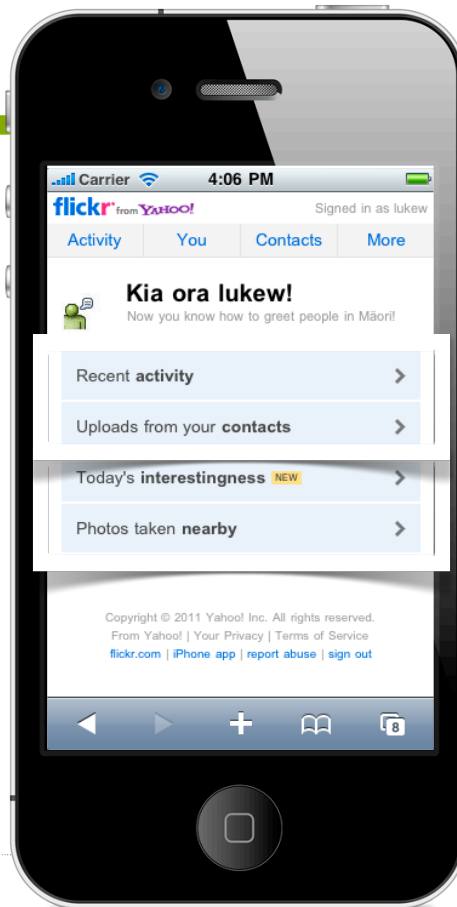 Carrier 4:06 PM
flickr from YAHOO! Signed in as lukew
Activity You Contacts More
Kia ora lukew!
Now you know how to greet people in Mäori!
Recent activity
Uploads from your contacts
Today's interestingness NEW
Photos taken nearby
Copyright © 2011 Yahoo! Inc. All rights reserved.
From Yahoo! | Your Privacy | Terms of Service
flickr.com | iPhone app | report abuse | sign out
8